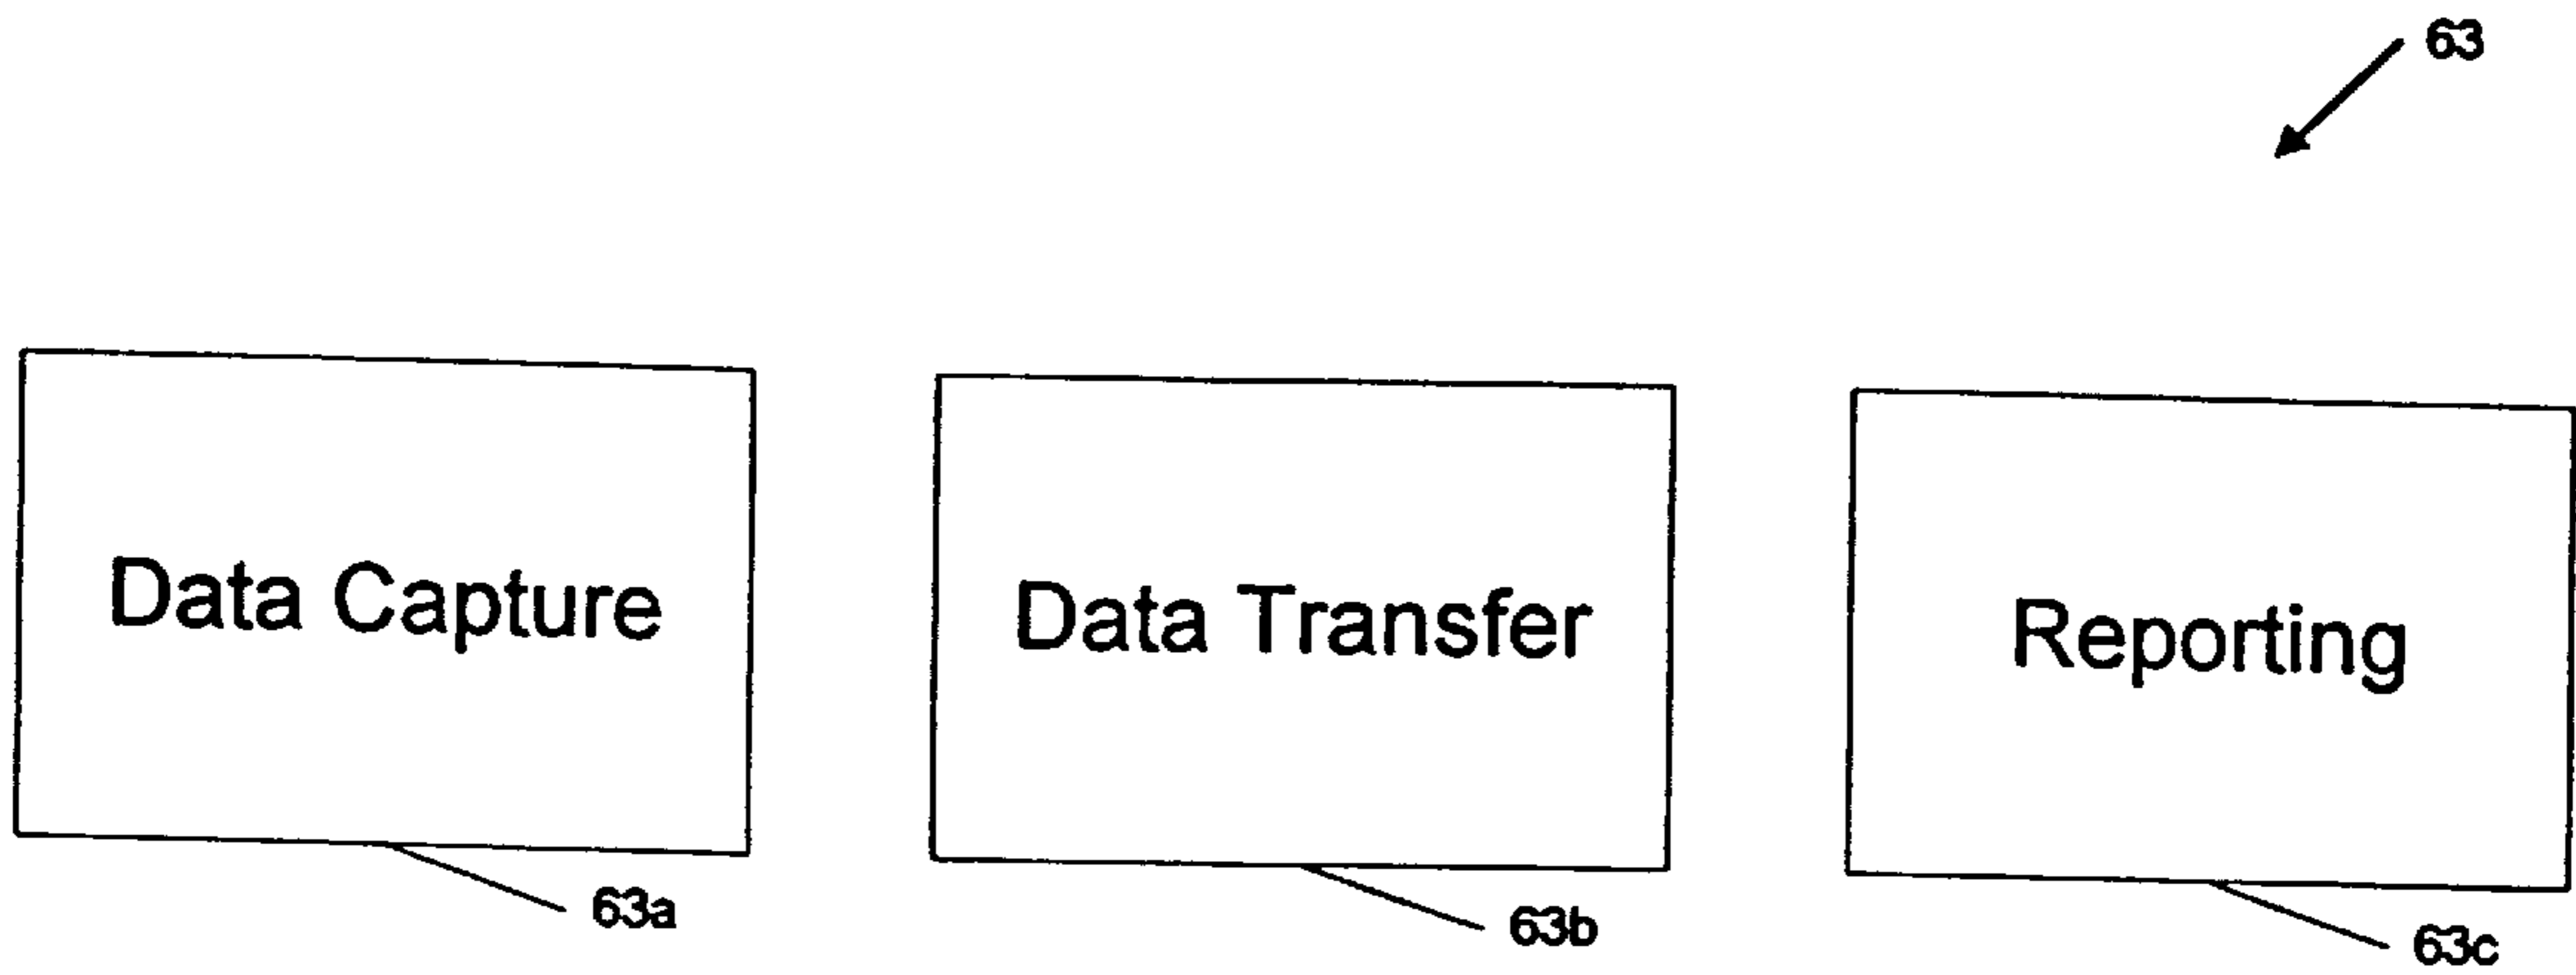 63
Data Capture
Data Transfer
Reporting
63a
63b
63c